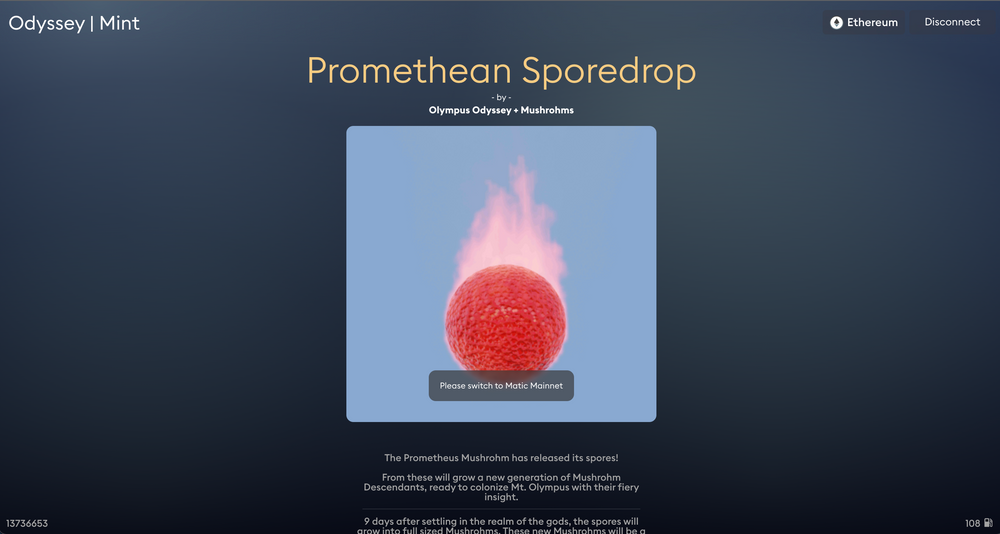 Odyssey | Mint
Ethereum
Disconnect
Promethean Sporedrop
- by -
Olympus Odyssey + Mushrohms
Please switch to Matic Mainnet
The Prometheus Mushrohm has released its spores!
From these will grow a new generation of Mushrohm
Descendants, ready to colonize Mt. Olympus with their fiery
insight.
9 days after settling in the realm of the gods, the spores will
grow into full sized Mushrohms. These new Mushrohms will be a
13736653
108